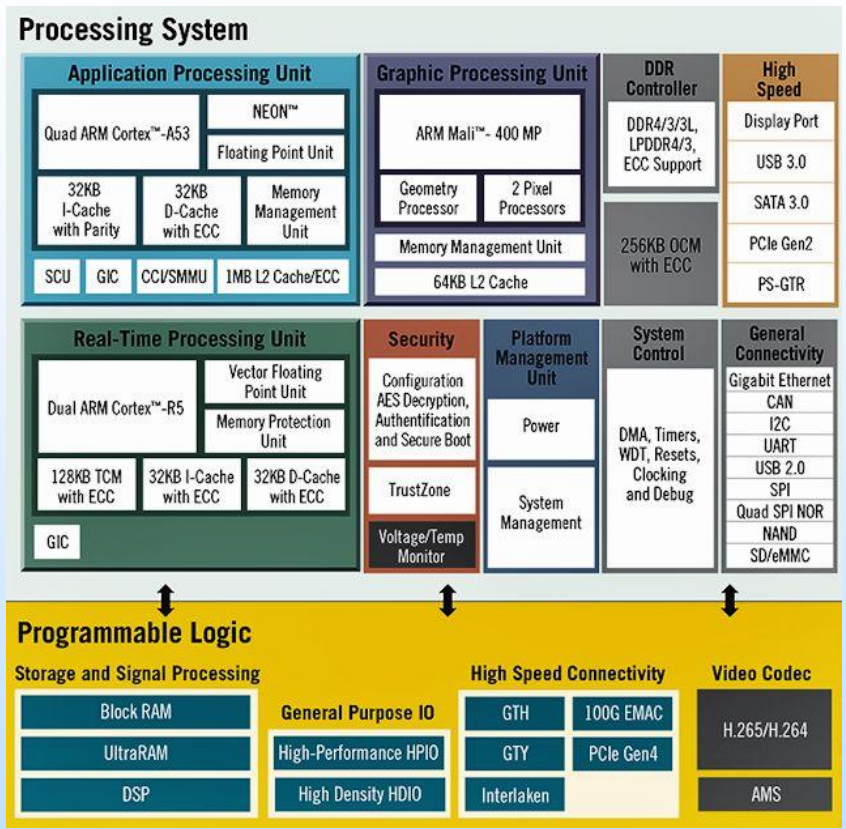 Processing System
Application Processing Unit
Quad ARM Cortex™-A53
NEON™
Floating Point Unit
32KB
I-Cache
with Parity
32KB
D-Cache
with ECC
Memory
Management
Unit
SCU
GIC
CCI/SMMU
1MB L2 Cache/ECC
Graphic Processing Unit
ARM Mali™- 400 MP
Geometry
Processor
2 Pixel
Processors
Memory Management Unit
64KB L2 Cache
DDR
Controller
DDR4/3/3L,
LPDDR4/3,
ECC Support
256KB OCM
with ECC
High
Speed
Display Port
USB 3.0
SATA 3.0
PCIe Gen2
PS-GTR
Real-Time Processing Unit
Dual ARM Cortex™-R5
Vector Floating
Point Unit
Memory Protection
Unit
128KB TCM
with ECC
32KB I-Cache
with ECC
32KB D-Cache
with ECC
GIC
Security
Configuration
AES Decryption,
Authentification
and Secure Boot
TrustZone
Voltage/Temp
Monitor
Platform
Management
Unit
Power
System
Management
System
Control
DMA, Timers,
WDT, Resets,
Clocking
and Debug
General
Connectivity
Gigabit Ethernet
CAN
I2C
UART
USB 2.0
SPI
Quad SPI NOR
NAND
SD/eMMC
Programmable Logic
Storage and Signal Processing
Block RAM
UltraRAM
DSP
General Purpose IO
High-Performance HPIO
High Density HDIO
High Speed Connectivity
GTH
100G EMAC
GTY
PCIe Gen4
Interlaken
Video Codec
H.265/H.264
AMS